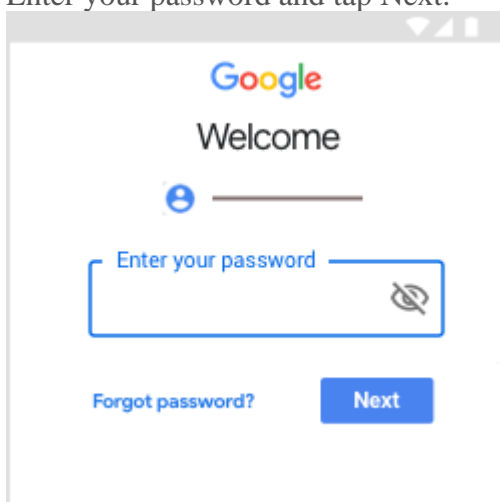 Enter your password and tap Next.
Google
Welcome
Enter your password
Forgot password?
Next